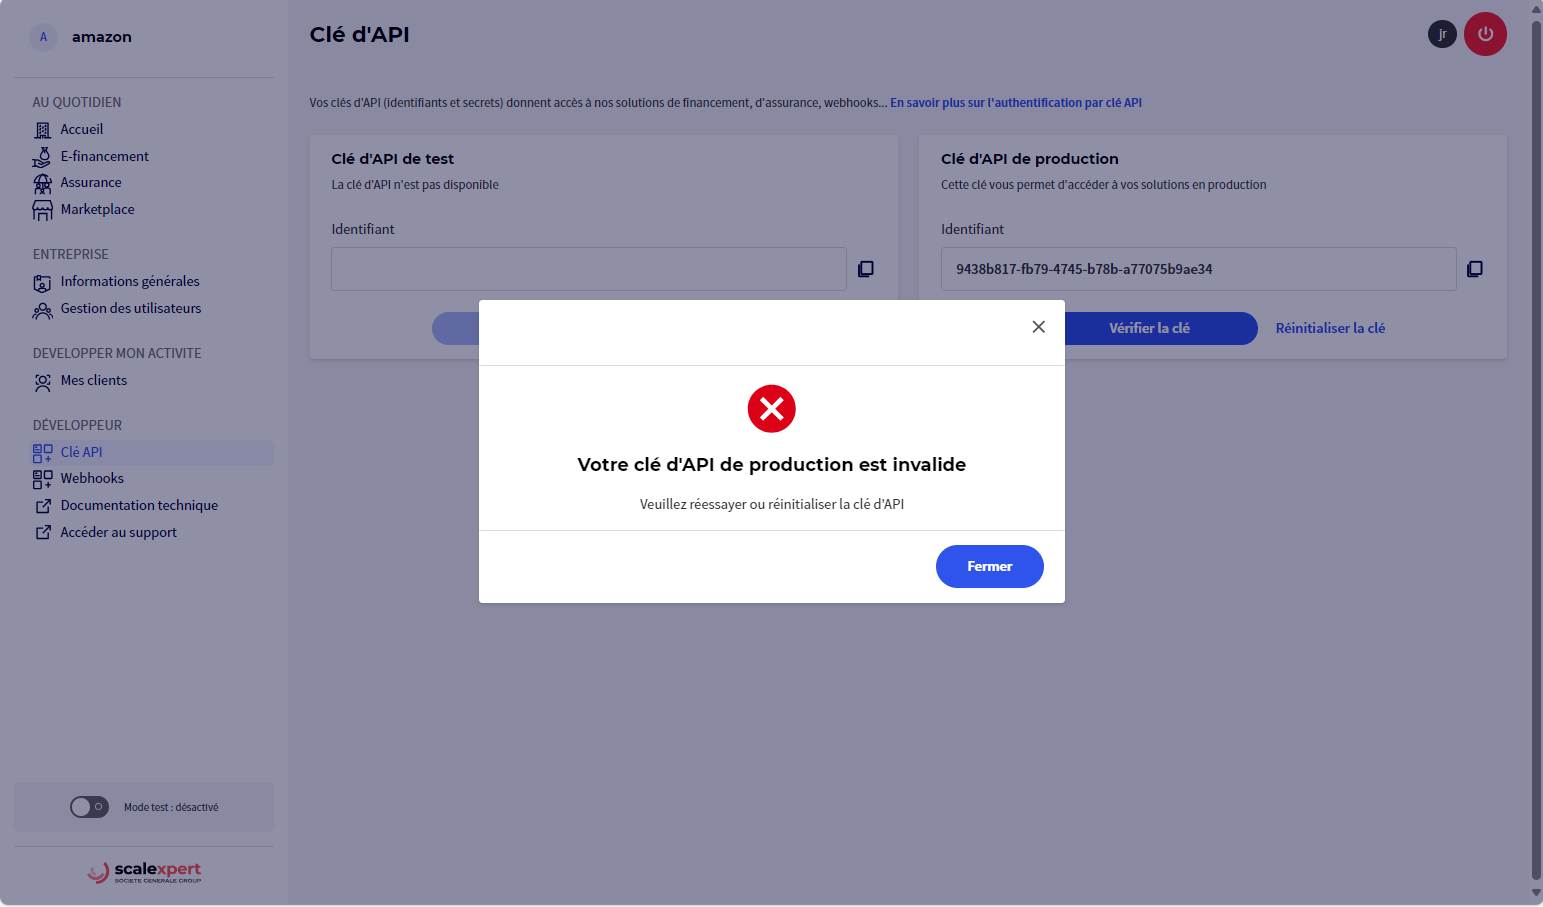 A amazon
AU QUOTIDIEN
Accueil
E-financement
Assurance
Marketplace
ENTREPRISE
Informations générales
Gestion des utilisateurs
DEVELOPPER MON ACTIVITE
Mes clients
DÉVELOPPEUR
Clé API
Webhooks
Documentation technique
Accéder au support
Mode test : désactivé
scalexpert
SOCIETE GENERALE GROUP
Clé d'API
jr
Vos clés d'API (identifiants et secrets) donnent accès à nos solutions de financement, d'assurance, webhooks... En savoir plus sur l'authentification par clé API
Clé d'API de test
La clé d'API n'est pas disponible
Identifiant
Clé d'API de production
Cette clé vous permet d'accéder à vos solutions en production
Identifiant
9438b817-fb79-4745-b78b-a77075b9ae34
Vérifier la clé
Réinitialiser la clé
Votre clé d'API de production est invalide
Veuillez réessayer ou réinitialiser la clé d'API
Fermer